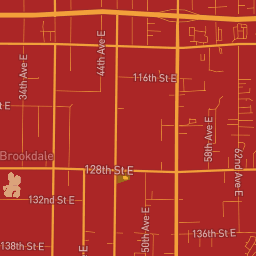 44th Ave E
34th Ave E
116th St E
t E
58th Ave E
62nd Ave E
Brookdale
128th St E
132nd St E
50th Ave E
136th St E
138th St E
e E